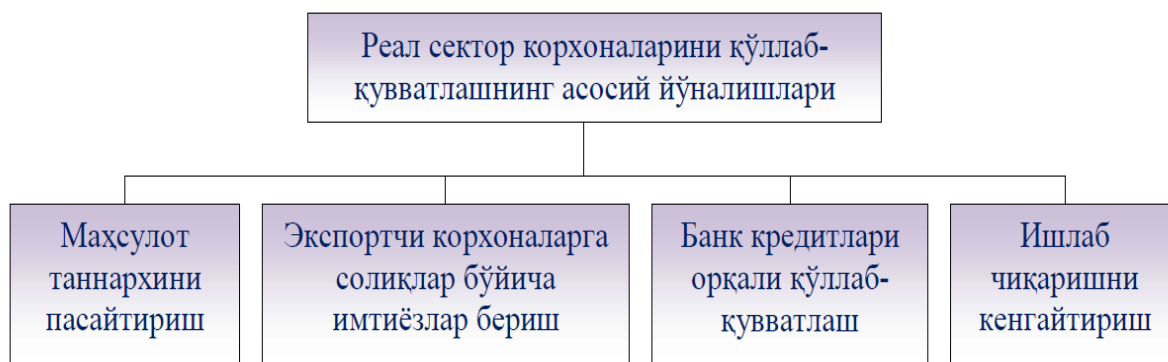 Реал сектор корхоналарини қўллаб-
қувватлашнинг асосий йўналишлари
Маҳсулот
таннархини
пасайтириш
Экспортчи корхоналарга
солиқлар бўйича
имтиёзлар бериш
Банк кредитлари
орқали қўллаб-
қувватлаш
Ишлаб
чиқаришни
кенгайтириш